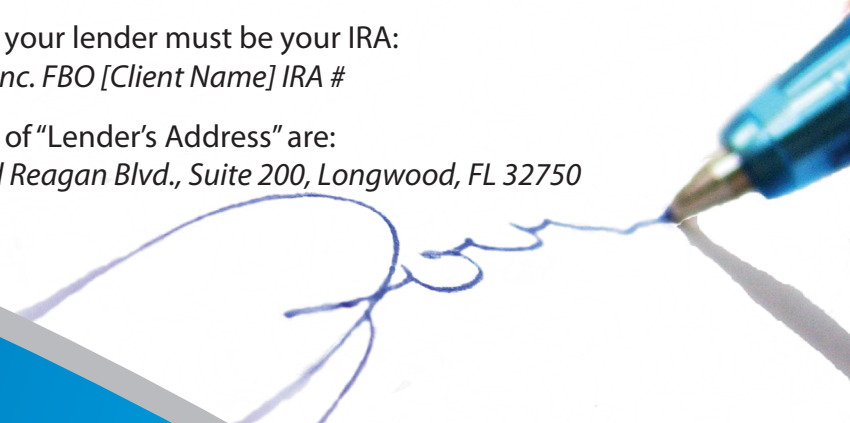 your lender must be your IRA:
nc. FBO [Client Name] IRA #
of “Lender’s Address” are:
l Reagan Blvd., Suite 200, Longwood, FL 32750